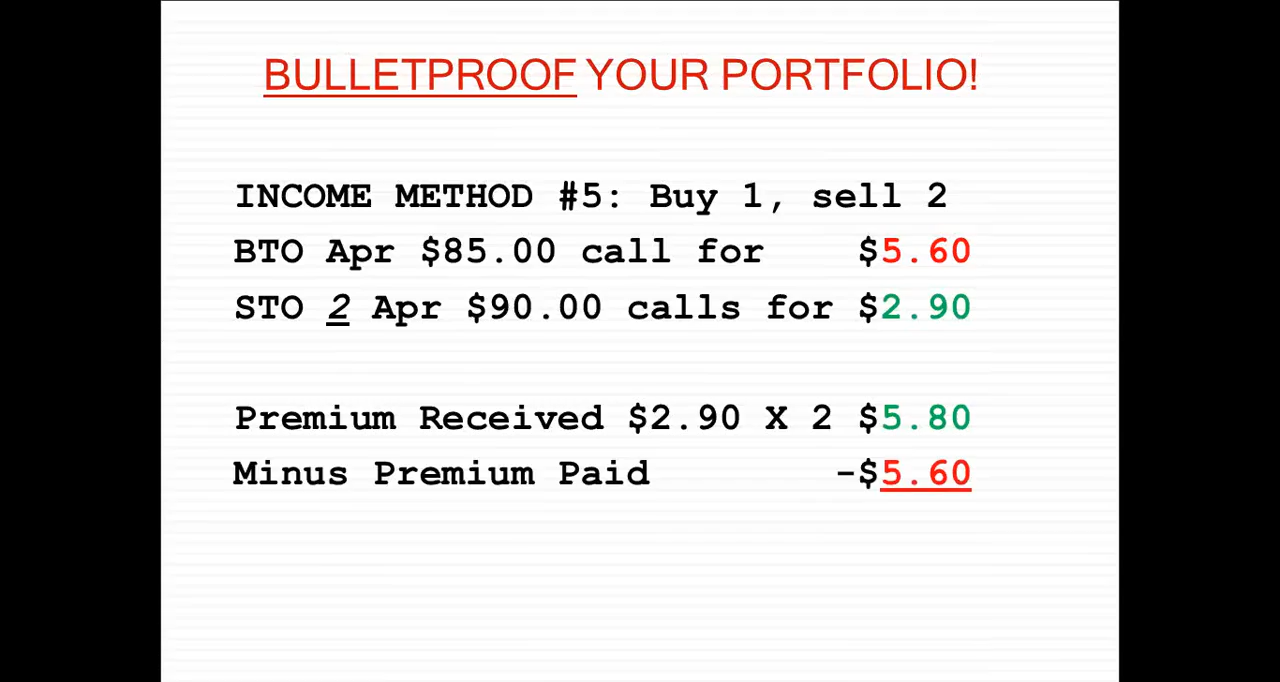 BULLETPROOF YOUR PORTFOLIO!
INCOME METHOD #5: Buy 1, sell 2
BTO Apr $85.00 call for $5.60
STO 2 Apr $90.00 calls for $2.90
Premium Received $2.90 X 2 $5.80
Minus Premium Paid -$5.60